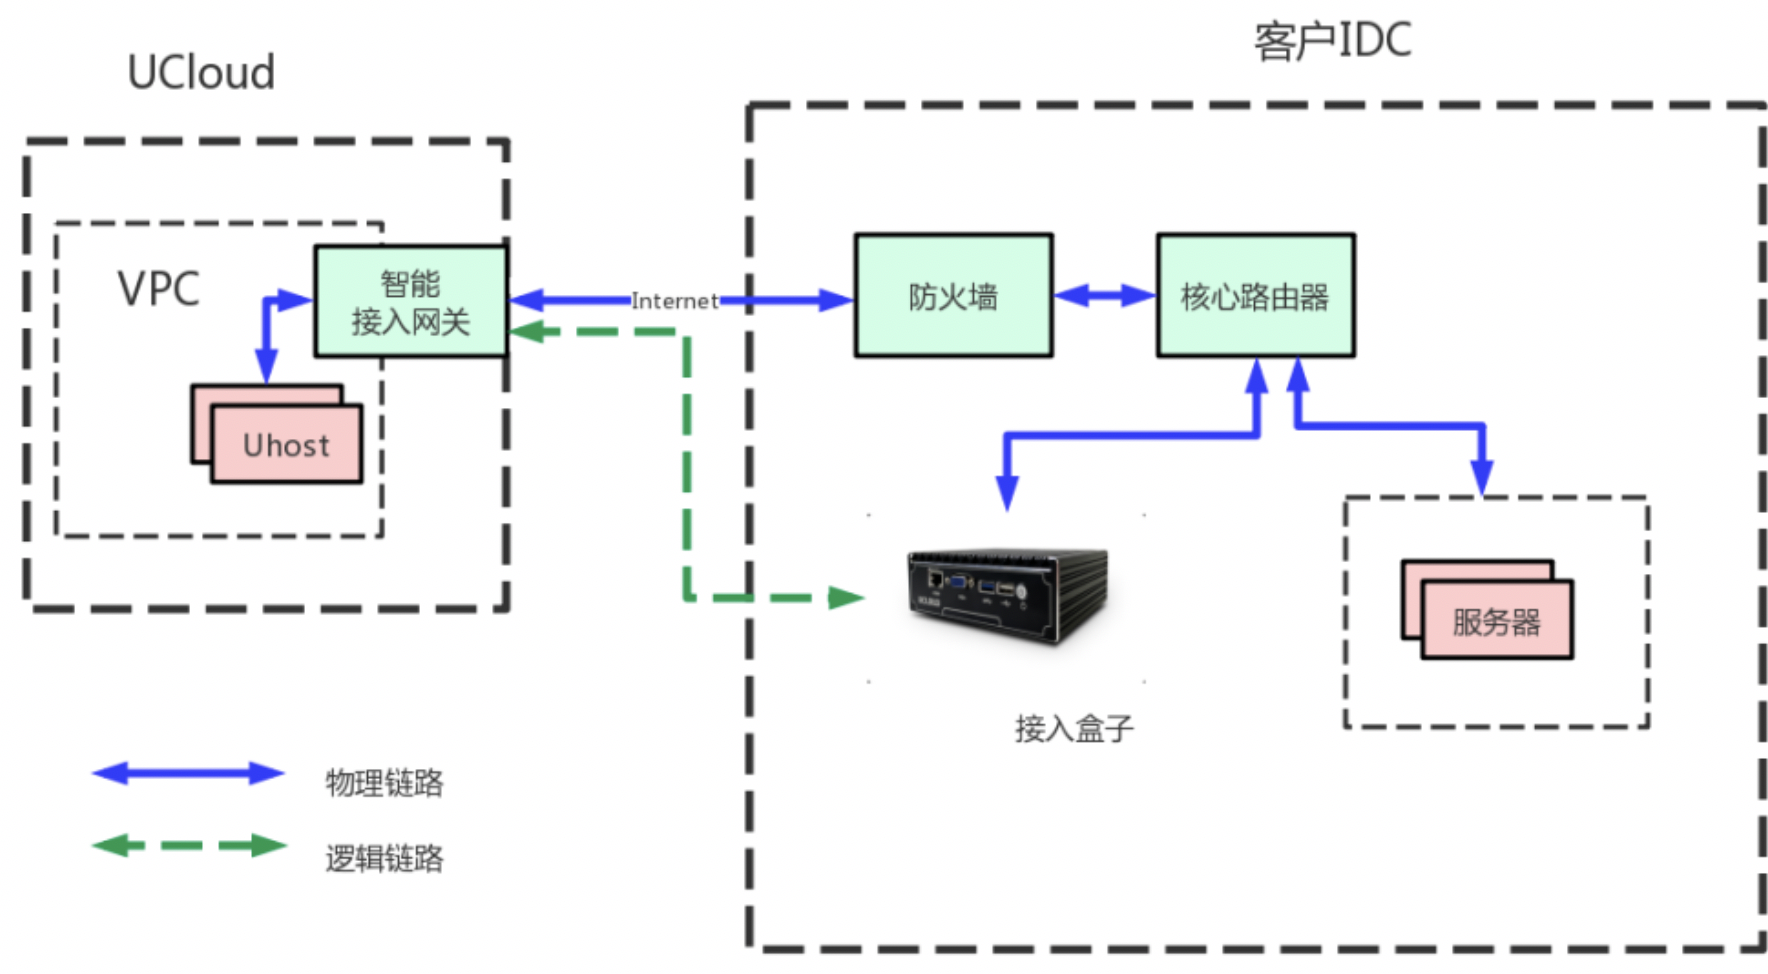 UCloud
客户IDC
VPC
智能
接入网关
Internet
防火墙
核心路由器
Uhost
服务器
接入盒子
物理链路
逻辑链路